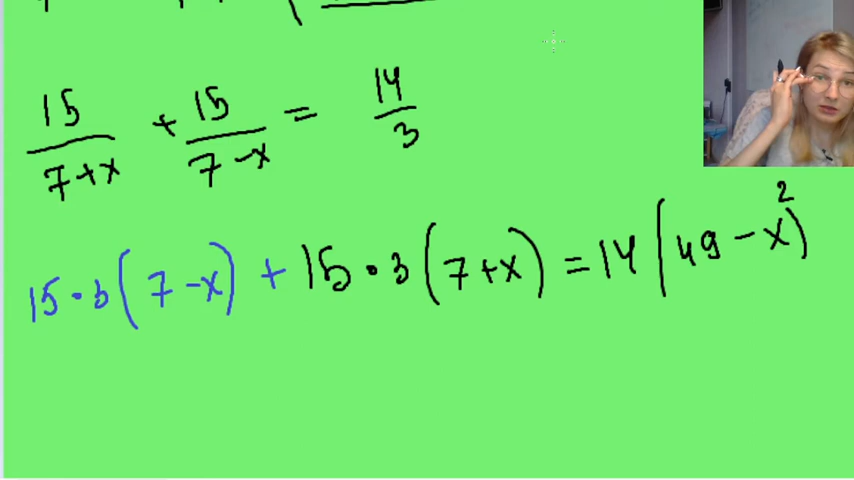 15/(7+x) + 15/(7-x) = 14/3
15·3(7-x) + 15·3(7+x) = 14(49-x²)